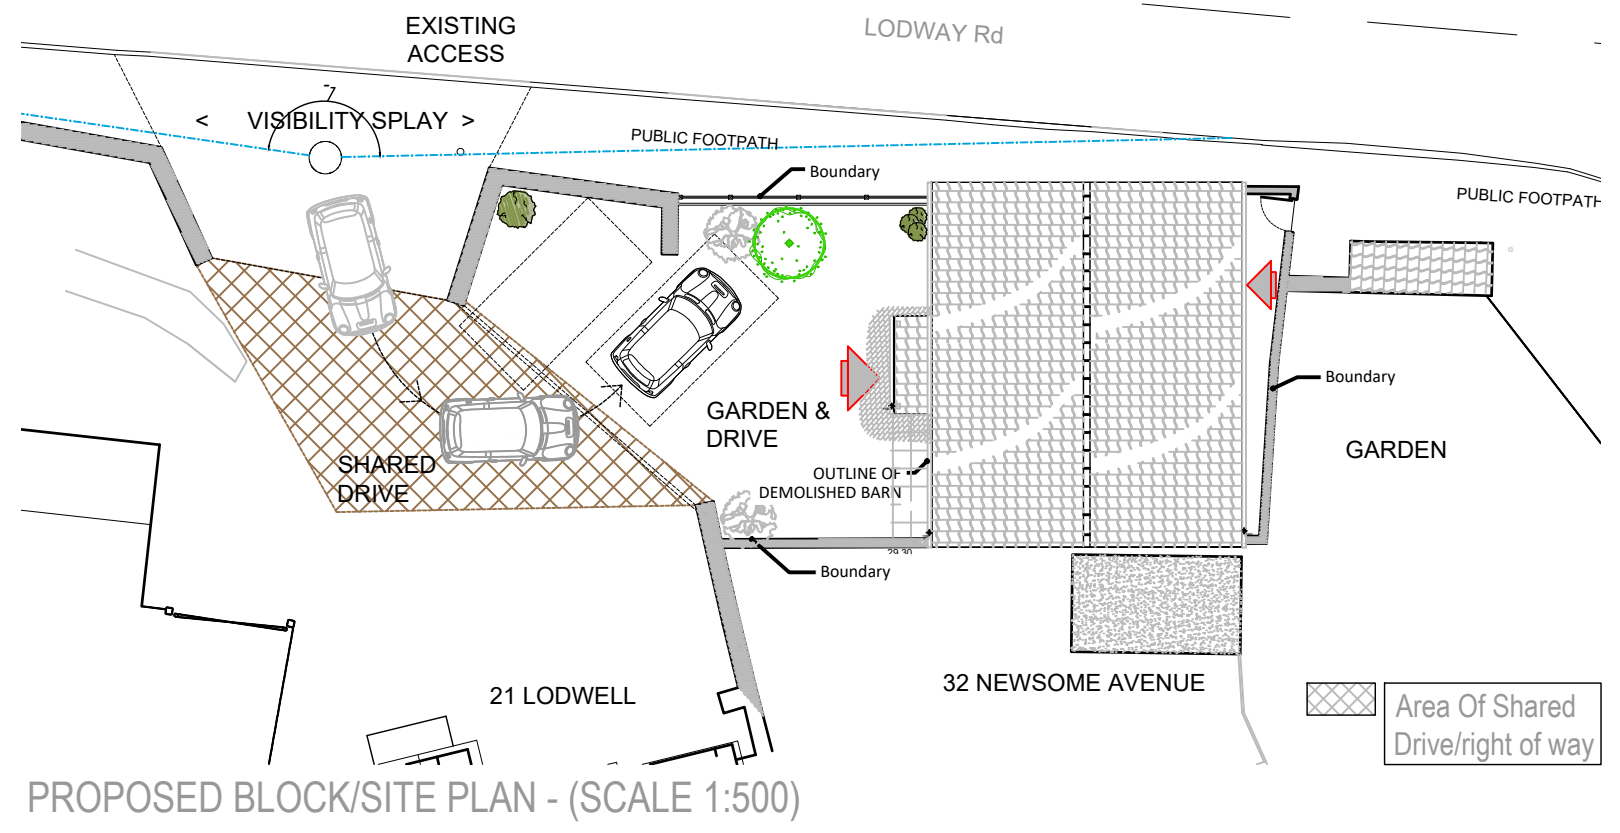 EXISTING
ACCESS
LODWAY Rd
< VISIBILITY SPLAY >
PUBLIC FOOTPATH
Boundary
PUBLIC FOOTPATH
Boundary
GARDEN &
DRIVE
GARDEN
SHARED
DRIVE
OUTLINE OF
DEMOLISHED BARN
29.30
Boundary
21 LODWELL
32 NEWSOME AVENUE
Area Of Shared
Drive/right of way
PROPOSED BLOCK/SITE PLAN - (SCALE 1:500)